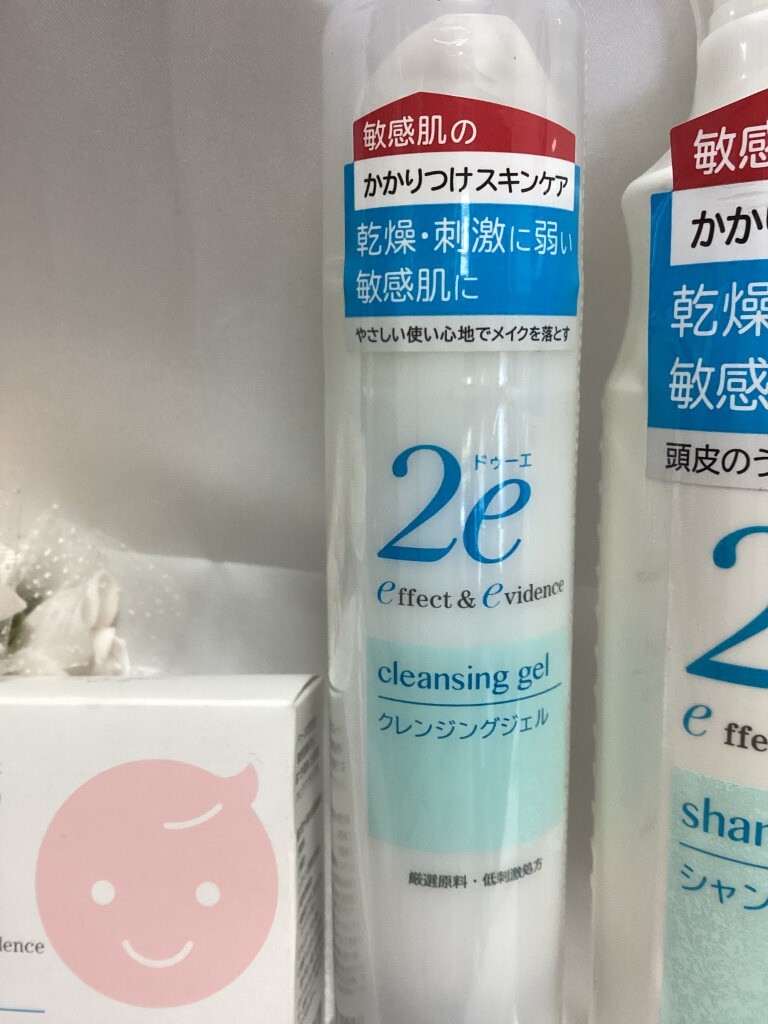 敏感肌の
かかりつけスキンケア
乾燥・刺激に弱い
敏感肌に
やさしい使い心地でメイクを落とす
ドゥーエ
2e
effect & evidence
cleansing gel
クレンジングジェル
厳選原料・低刺激処方
敏感
かか
乾燥
敏感
頭皮のう
2
effe
sham
シャン
dence